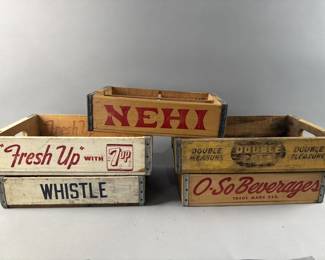 NEHI
"Fresh Up" WITH 7up
WHISTLE
DOUBLE MEASURE DOUBLE COLA DOUBLE PLEASURE
O-So Beverages
TRADE MARK REG.